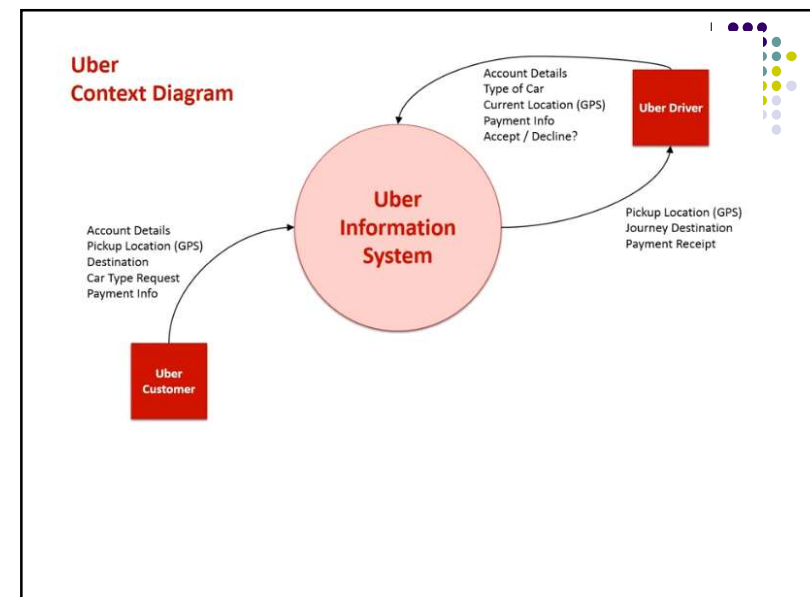 Uber
Context Diagram
Account Details
Type of Car
Current Location (GPS)
Payment Info
Accept / Decline?
Uber Driver
Uber
Information
System
Pickup Location (GPS)
Journey Destination
Payment Receipt
Account Details
Pickup Location (GPS)
Destination
Car Type Request
Payment Info
Uber
Customer